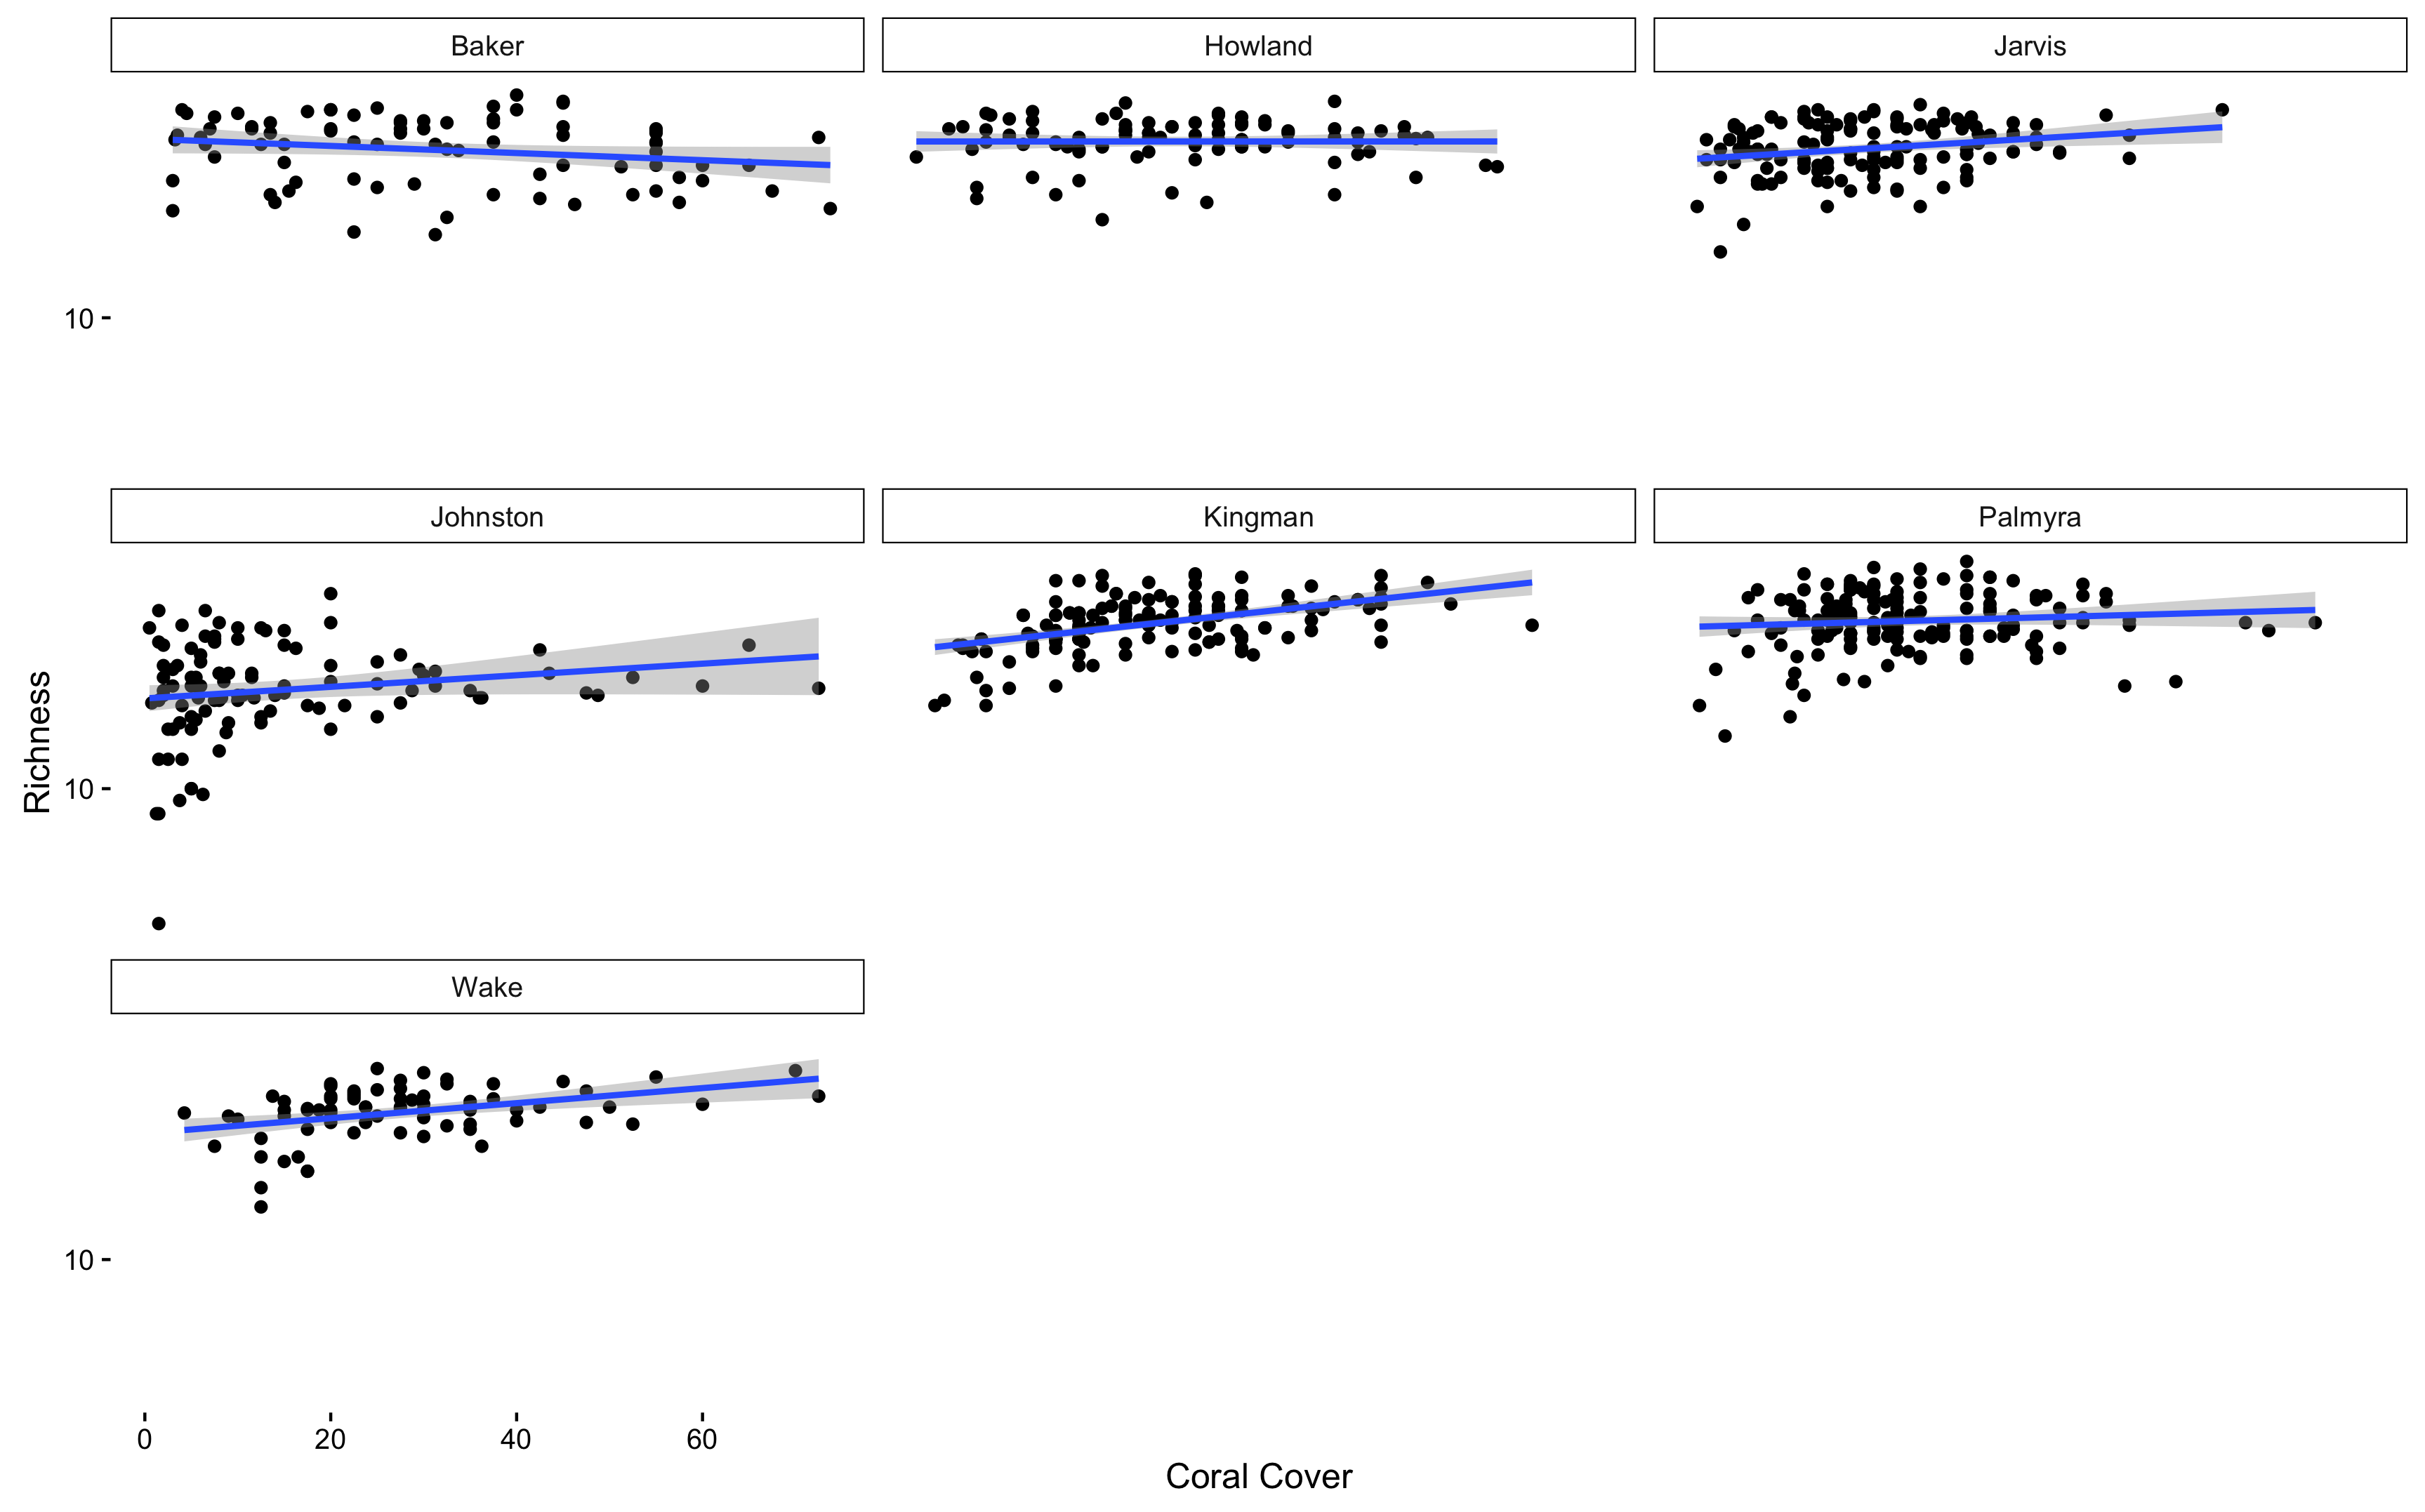 Baker
Howland
Jarvis
10
Johnston
Kingman
Palmyra
Richness
10
Wake
10
0 20 40 60
Coral Cover